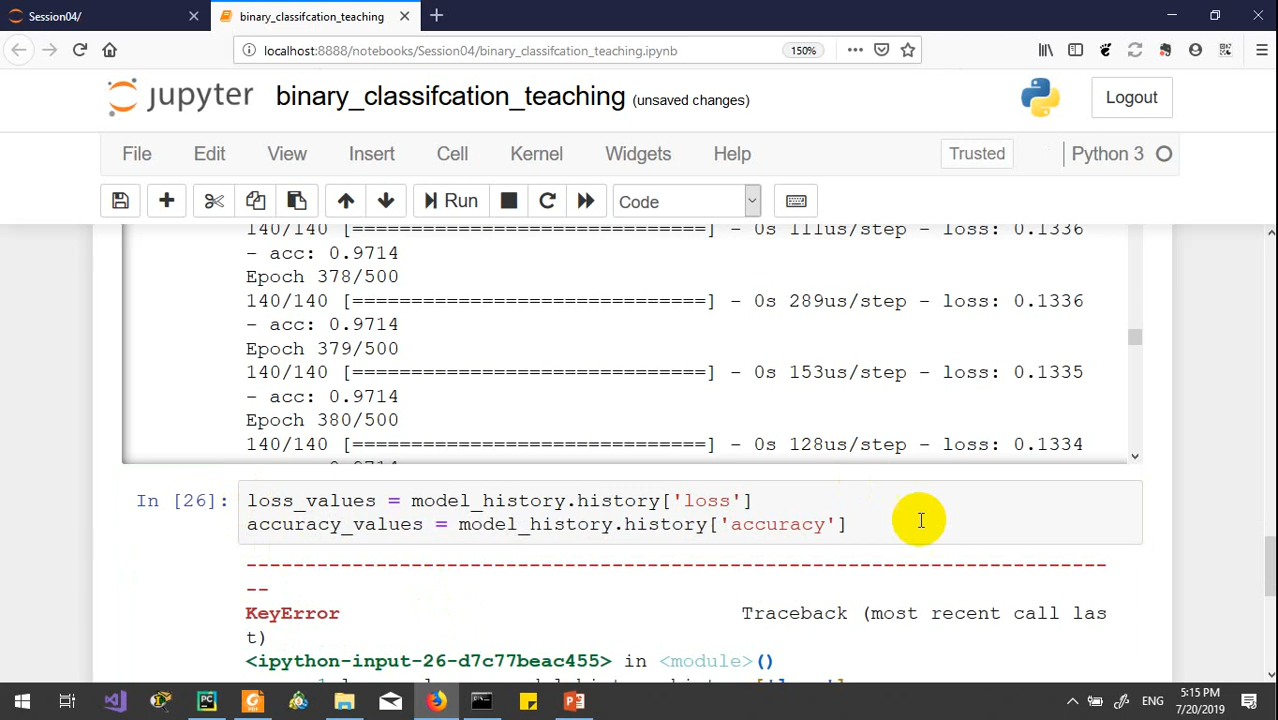 Session04/
binary_classifcation_teaching
localhost:8888/notebooks/Session04/binary_classifcation_teaching.ipynb
150%
jupyter
binary_classifcation_teaching (unsaved changes)
Logout
File Edit View Insert Cell Kernel Widgets Help
Trusted
Python 3
Run
Code
140/140 [==============================] - 0s 111us/step - loss: 0.1336
- acc: 0.9714
Epoch 378/500
140/140 [==============================] - 0s 289us/step - loss: 0.1336
- acc: 0.9714
Epoch 379/500
140/140 [==============================] - 0s 153us/step - loss: 0.1335
- acc: 0.9714
Epoch 380/500
140/140 [==============================] - 0s 128us/step - loss: 0.1334
In [26]:
loss_values = model_history.history['loss']
accuracy_values = model_history.history['accuracy']
---------------------------------------------------------------------------
KeyError Traceback (most recent call las
t)
<ipython-input-26-d7c77beac455> in <module>()
ENG
5:15 PM
7/20/2019